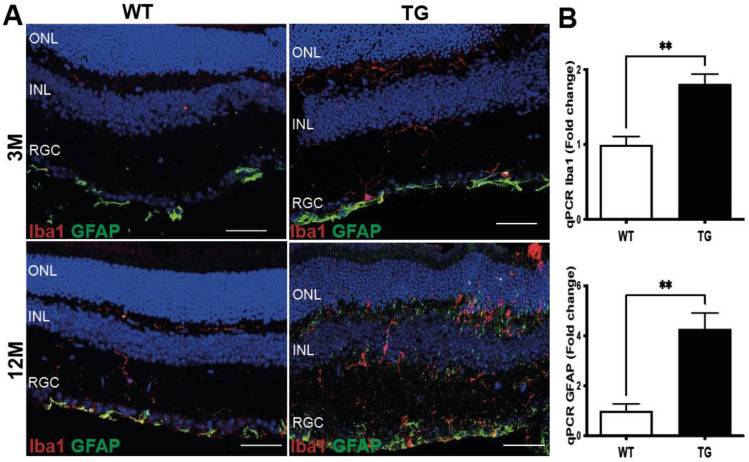 A
WT
TG
B
3M
ONL
INL
RGC
Iba1 GFAP
ONL
INL
RGC
Iba1 GFAP
12M
ONL
INL
RGC
Iba1 GFAP
ONL
INL
RGC
Iba1 GFAP
qPCR Iba1 (Fold change)
2
1
0
**
WT
TG
qPCR GFAP (Fold change)
6
4
2
0
**
WT
TG